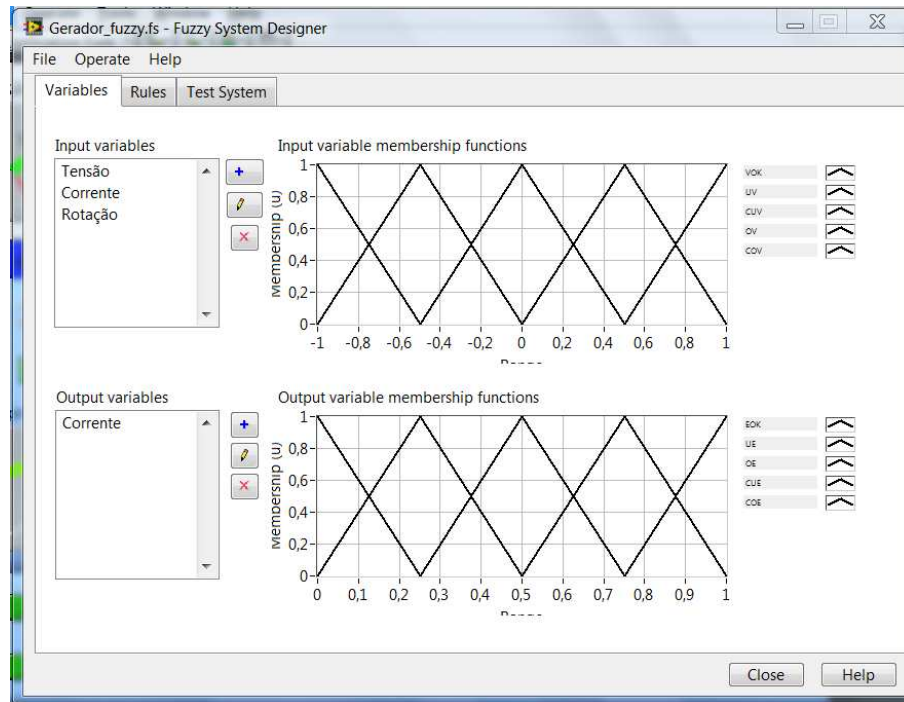 Gerador_fuzzy.fs - Fuzzy System Designer
File Operate Help
Variables Rules Test System
Input variables
Tensão
Corrente
Rotação
Input variable membership functions
Membership (u)
1
0,8
0,6
0,4
0,2
0
-1 -0,8 -0,6 -0,4 -0,2 0 0,2 0,4 0,6 0,8 1
VOK
UV
CUV
OV
COV
Output variables
Corrente
Output variable membership functions
Membership (u)
1
0,8
0,6
0,4
0,2
0
0 0,1 0,2 0,3 0,4 0,5 0,6 0,7 0,8 0,9 1
EOK
UE
OE
CUE
COE
Close Help